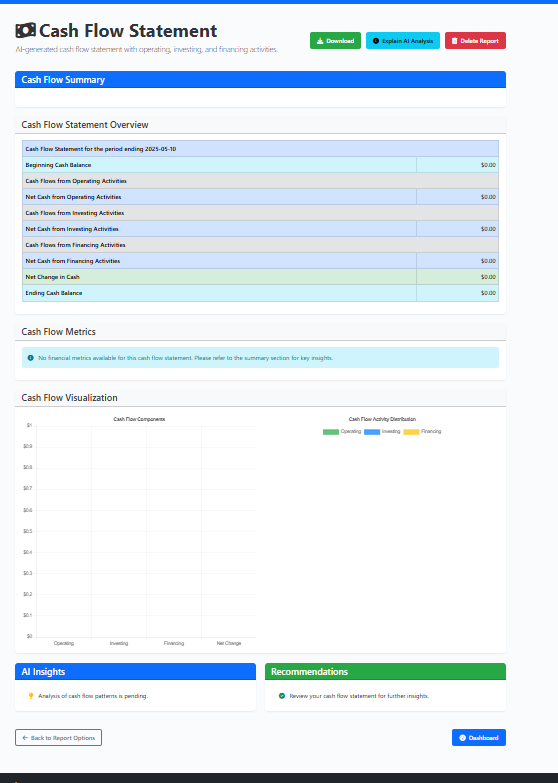 Cash Flow Statement
AI-generated cash flow statement with operating, investing, and financing activities.
Download
Explain AI Analysis
Delete Report
Cash Flow Summary
Cash Flow Statement Overview
Cash Flow Statement for the period ending 2025-05-10
Beginning Cash Balance $0.00
Cash Flows from Operating Activities
Net Cash from Operating Activities $0.00
Cash Flows from Investing Activities
Net Cash from Investing Activities $0.00
Cash Flows from Financing Activities
Net Cash from Financing Activities $0.00
Net Change in Cash $0.00
Ending Cash Balance $0.00
Cash Flow Metrics
No financial metrics available for this cash flow statement. Please refer to the summary section for key insights.
Cash Flow Visualization
Cash Flow Components
$1
$0.9
$0.8
$0.7
$0.6
$0.5
$0.4
$0.3
$0.2
$0.1
$0
Operating Investing Financing Net Change
Cash Flow Activity Distribution
Operating Investing Financing
AI Insights
Analysis of cash flow patterns is pending.
Recommendations
Review your cash flow statement for further insights.
← Back to Report Options
Dashboard